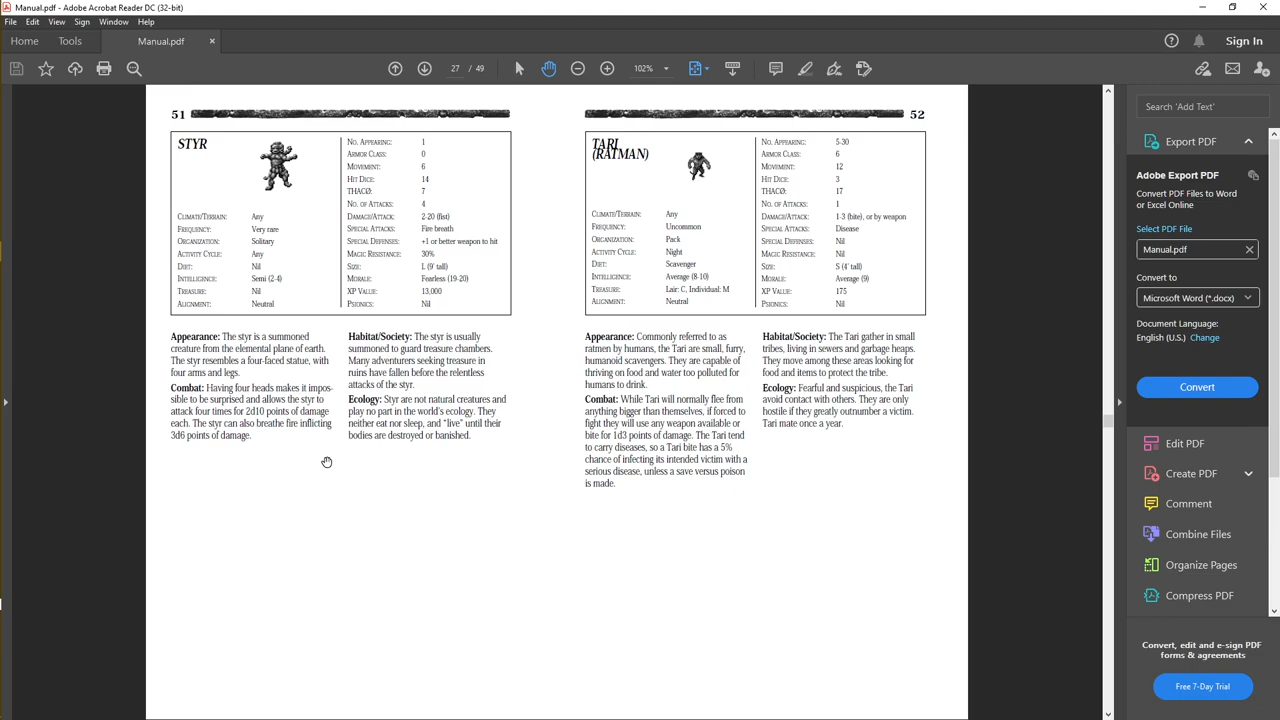 Manual.pdf - Adobe Acrobat Reader DC (32-bit)
File Edit View Sign Window Help
Home Tools Manual.pdf × Sign In
27 / 49 102%
51
STYR
CLIMATE/TERRAIN: Any
FREQUENCY: Very rare
ORGANIZATION: Solitary
ACTIVITY CYCLE: Any
DIET: Nil
INTELLIGENCE: Semi (2-4)
TREASURE: Nil
ALIGNMENT: Neutral
NO. APPEARING: 1
ARMOR CLASS: 0
MOVEMENT: 6
HIT DICE: 14
THACØ: 7
NO. OF ATTACKS: 4
DAMAGE/ATTACK: 2-20 (fist)
SPECIAL ATTACKS: Fire breath
SPECIAL DEFENSES: +1 or better weapon to hit
MAGIC RESISTANCE: 30%
SIZE: L (9' tall)
MORALE: Fearless (19-20)
XP VALUE: 13,000
PSIONICS: Nil
Appearance: The styr is a summoned
creature from the elemental plane of earth.
The styr resembles a four-faced statue, with
four arms and legs.
Combat: Having four heads makes it impos-
sible to be surprised and allows the styr to
attack four times for 2d10 points of damage
each. The styr can also breathe fire inflicting
3d6 points of damage.
Habitat/Society: The styr is usually
summoned to guard treasure chambers.
Many adventurers seeking treasure in
ruins have fallen before the relentless
attacks of the styr.
Ecology: Styr are not natural creatures and
play no part in the world's ecology. They
neither eat nor sleep, and “live” until their
bodies are destroyed or banished.
52
TARI
(RATMAN)
CLIMATE/TERRAIN: Any
FREQUENCY: Uncommon
ORGANIZATION: Pack
ACTIVITY CYCLE: Night
DIET: Scavenger
INTELLIGENCE: Average (8-10)
TREASURE: Lair: C, Individual: M
ALIGNMENT: Neutral
NO. APPEARING: 5-30
ARMOR CLASS: 6
MOVEMENT: 12
HIT DICE: 3
THACØ: 17
NO. OF ATTACKS: 1
DAMAGE/ATTACK: 1-3 (bite), or by weapon
SPECIAL ATTACKS: Disease
SPECIAL DEFENSES: Nil
MAGIC RESISTANCE: Nil
SIZE: S (4' tall)
MORALE: Average (9)
XP VALUE: 175
PSIONICS: Nil
Appearance: Commonly referred to as
ratmen by humans, the Tari are small, furry,
humanoid scavengers. They are capable of
thriving on food and water too polluted for
humans to drink.
Combat: While Tari will normally flee from
anything bigger than themselves, if forced to
fight they will use any weapon available or
bite for 1d3 points of damage. The Tari tend
to carry diseases, so a Tari bite has a 5%
chance of infecting its intended victim with a
serious disease, unless a save versus poison
is made.
Habitat/Society: The Tari gather in small
tribes, living in sewers and garbage heaps.
They move among these areas looking for
food and items to protect the tribe.
Ecology: Fearful and suspicious, the Tari
avoid contact with others. They are only
hostile if they greatly outnumber a victim.
Tari mate once a year.
Search 'Add Text'
Export PDF
Adobe Export PDF
Convert PDF Files to Word
or Excel Online
Select PDF File
Manual.pdf
Convert to
Microsoft Word (*.docx)
Document Language:
English (U.S.) Change
Convert
Edit PDF
Create PDF
Comment
Combine Files
Organize Pages
Compress PDF
Convert, edit and e-sign PDF
forms & agreements
Free 7-Day Trial